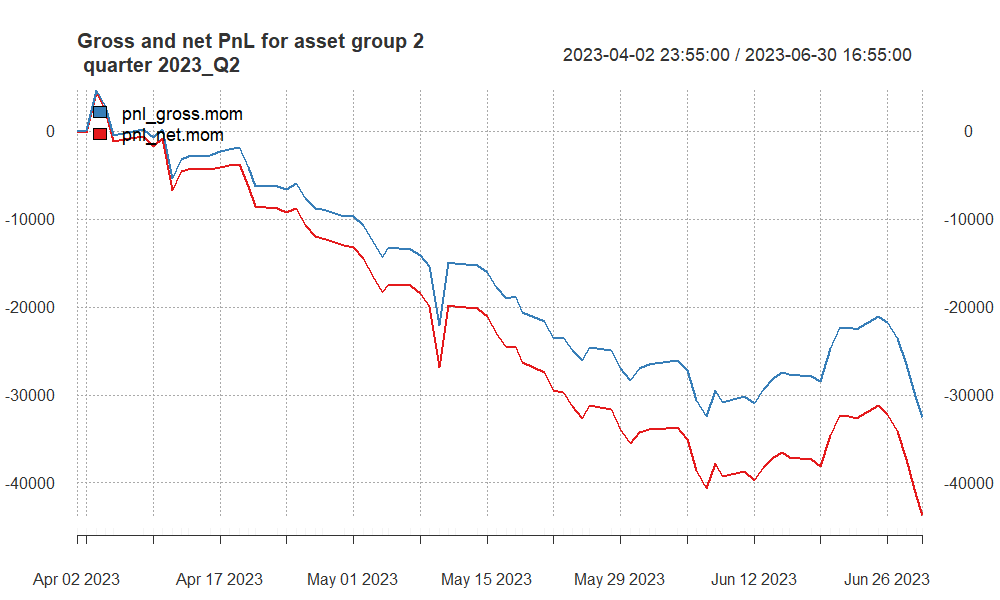 Gross and net PnL for asset group 2
quarter 2023_Q2
2023-04-02 23:55:00 / 2023-06-30 16:55:00
pnl_gross.mom
pnl_net.mom
0
-10000
-20000
-30000
-40000
0
-10000
-20000
-30000
-40000
Apr 02 2023 Apr 17 2023 May 01 2023 May 15 2023 May 29 2023 Jun 12 2023 Jun 26 2023